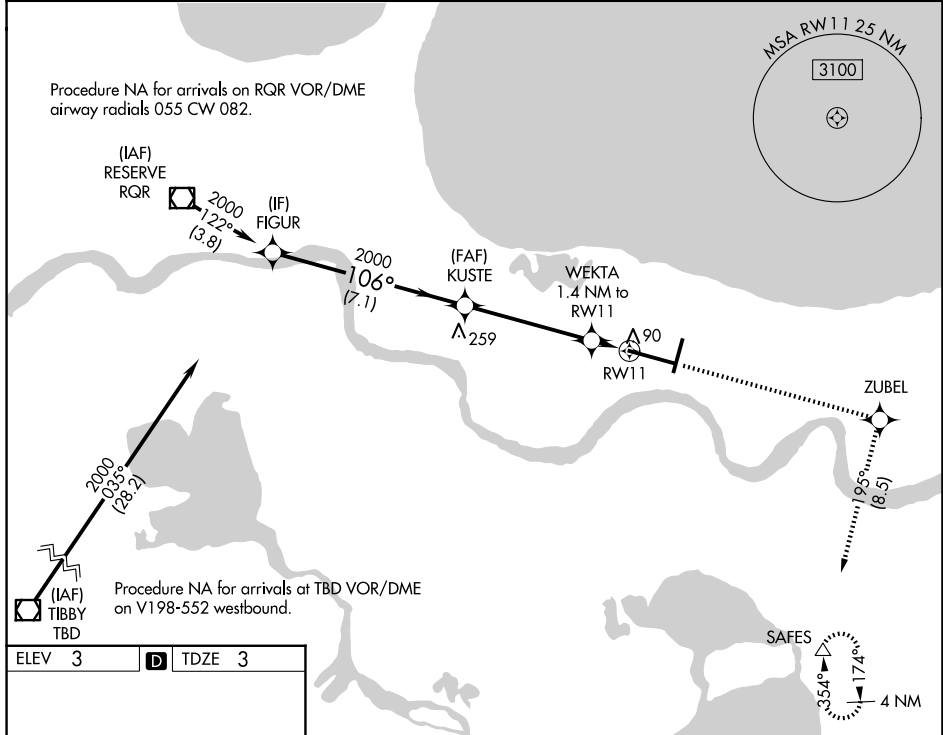 MSA RW11 25 NM
3100
Procedure NA for arrivals on RQR VOR/DME
airway radials 055 CW 082.
(IAF)
RESERVE
RQR
2000
122°
(3.8)
(IF)
FIGUR
2000
106°
(7.1)
(FAF)
KUSTE
259
WEKTA
1.4 NM to
RW11
90
RW11
ZUBEL
195°
(8.5)
2000
035°
(28.2)
(IAF)
TIBBY
TBD
Procedure NA for arrivals at TBD VOR/DME
on V198-552 westbound.
SAFES
354°
174°
4 NM
ELEV 3 D TDZE 3